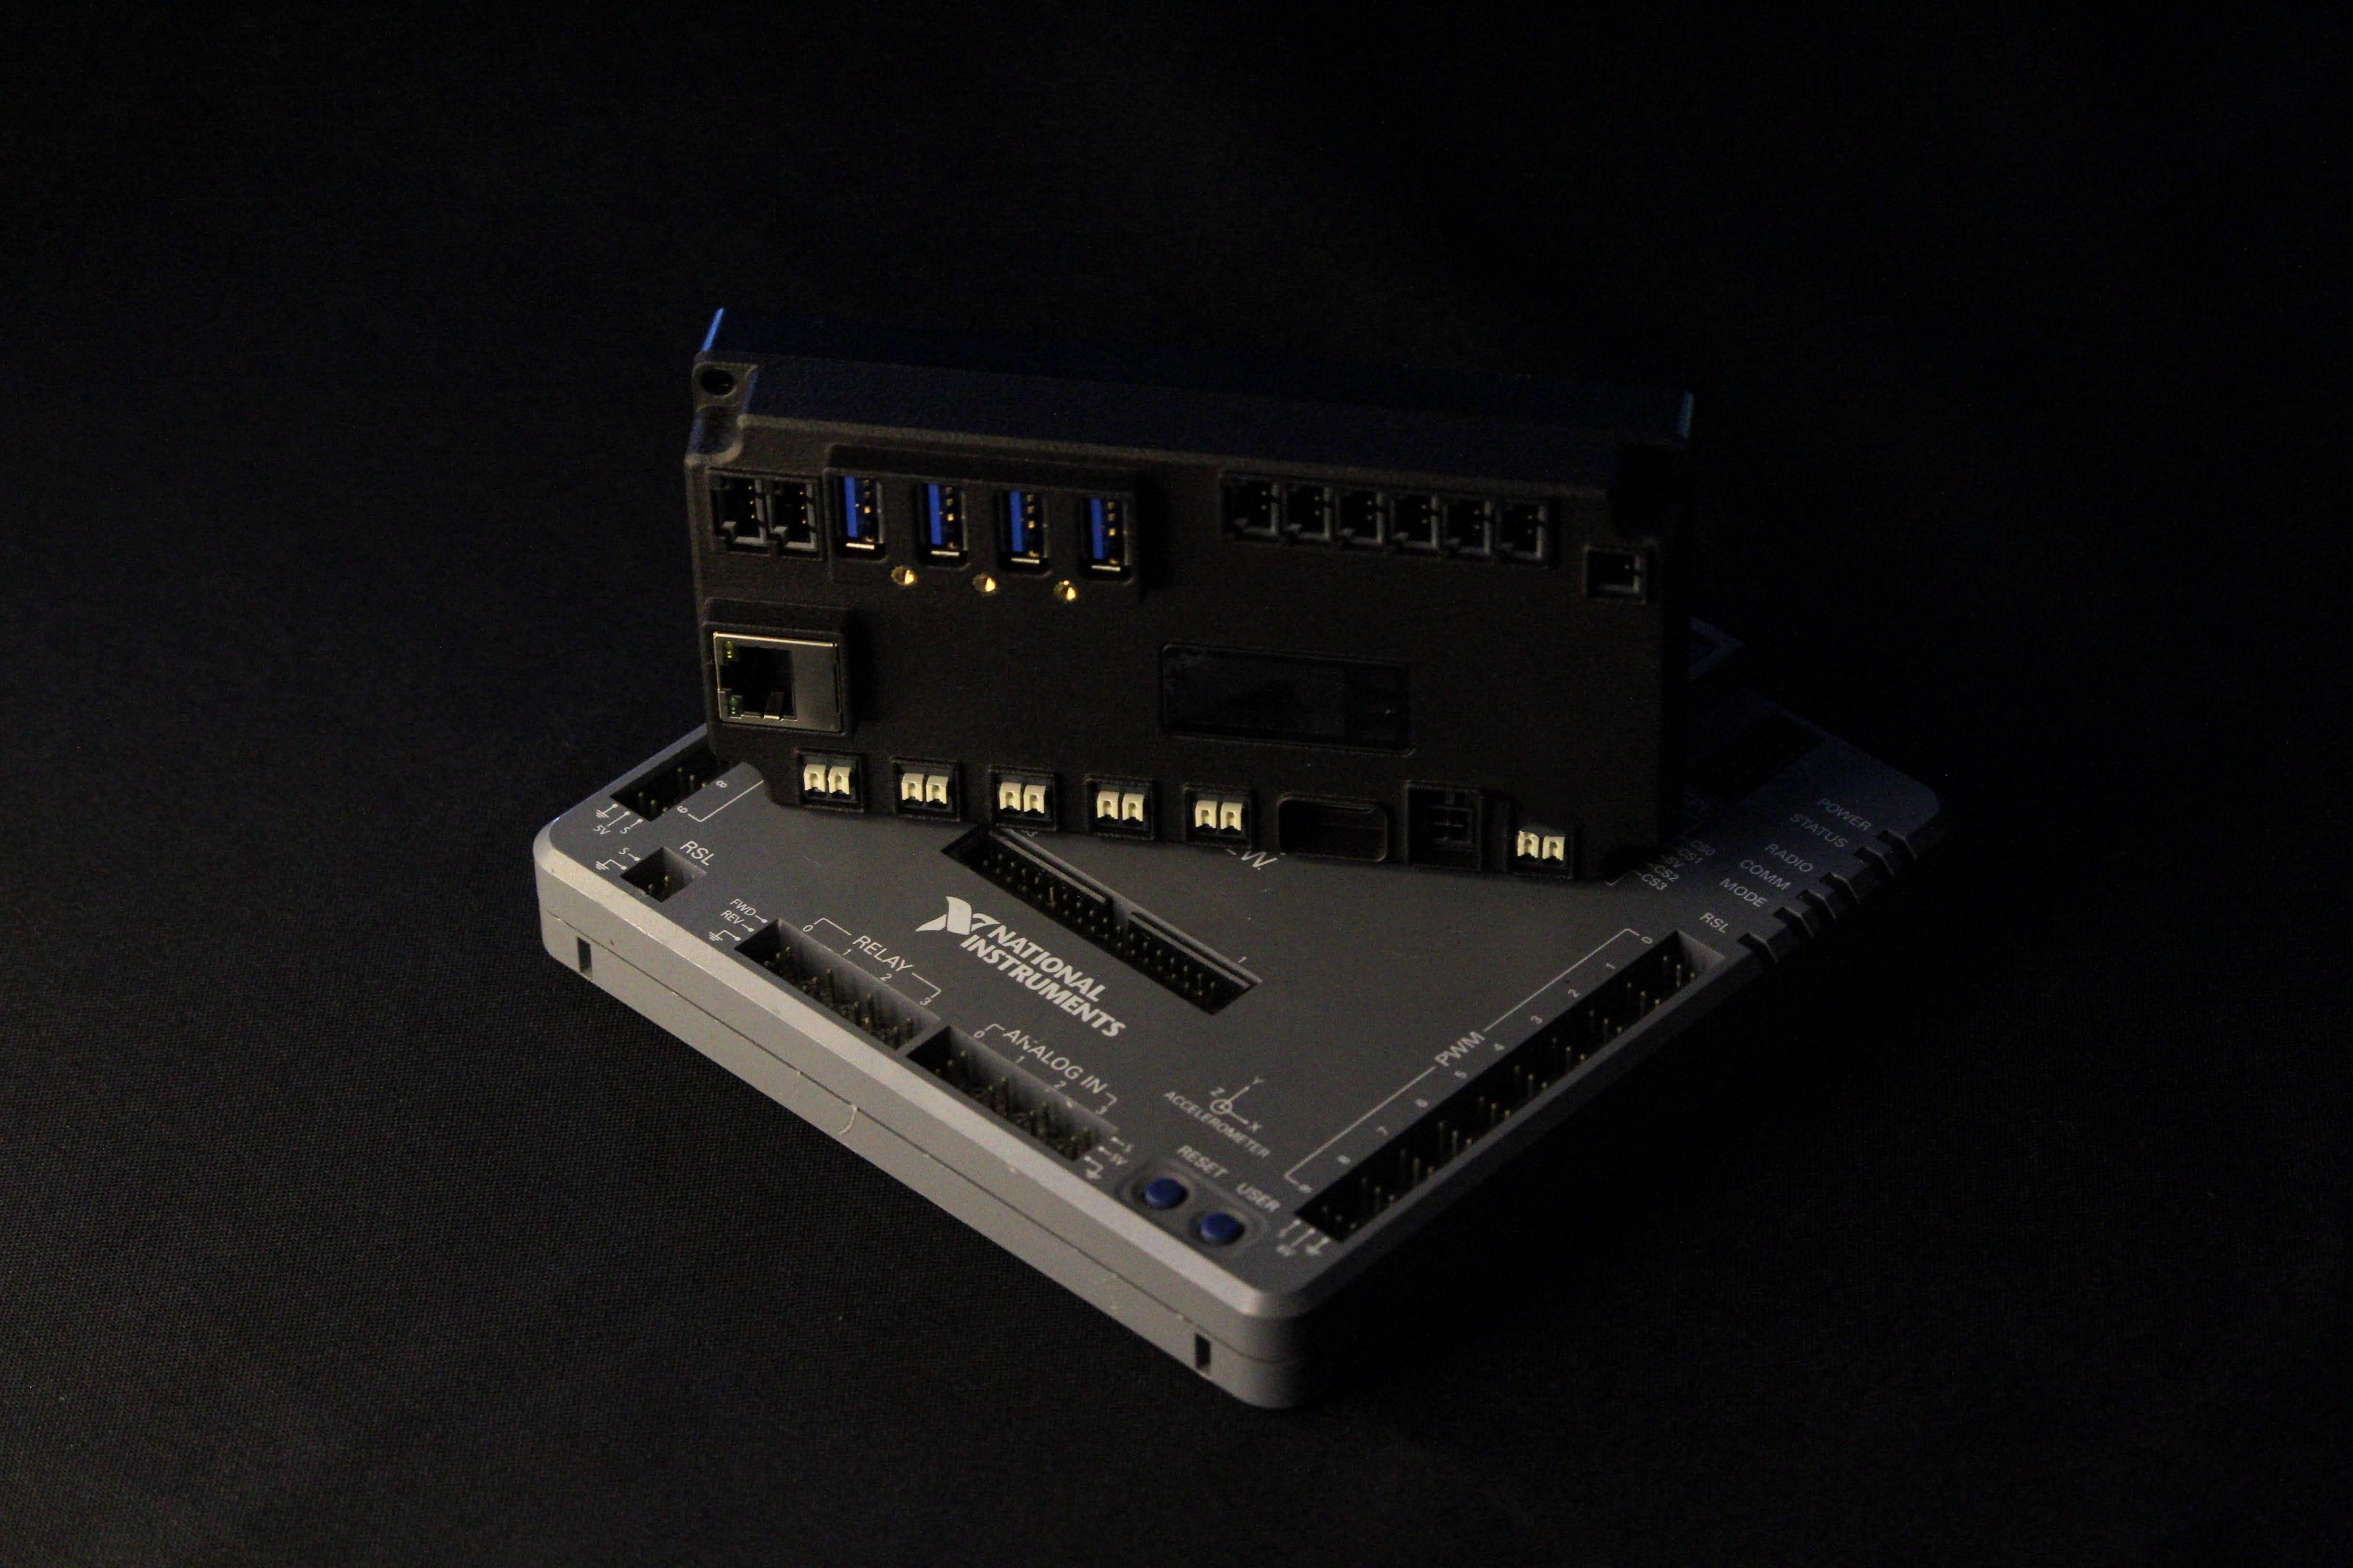 8
9
5V
S
RSL
S
FWD
REV
RELAY
0
1
2
3
NATIONAL
INSTRUMENTS
W.
1
ANALOG IN
0
1
2
3
S
5V
Y
Z
X
ACCELEROMETER
RESET
USER
PWM
0
1
2
3
4
5
6
7
8
9
6V
CS1
CS2
CS3
POWER
STATUS
RADIO
COMM
MODE
RSL